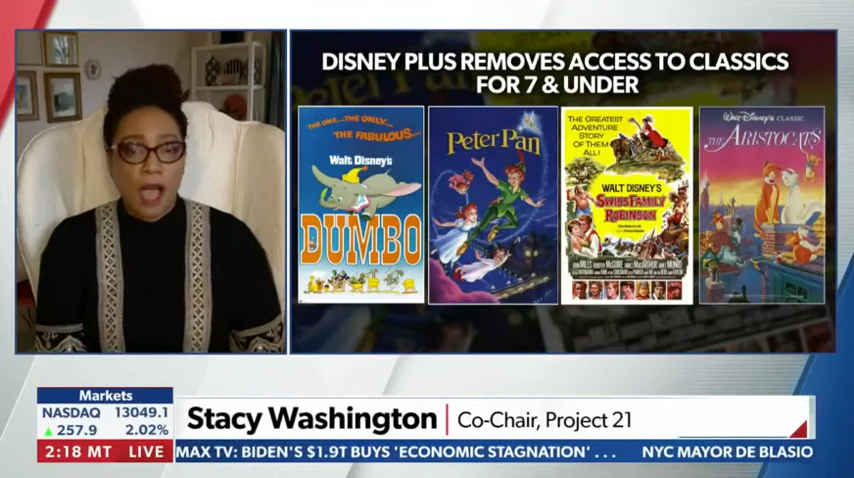 DISNEY PLUS REMOVES ACCESS TO CLASSICS
FOR 7 & UNDER
THE ONE...THE ONLY...
THE FABULOUS...
Walt Disney's
DUMBO
Peter Pan
THE GREATEST
ADVENTURE
STORY
OF THEM
ALL!
WALT DISNEY'S
SWISS FAMILY
ROBINSON
WALT DISNEY'S CLASSIC
THE ARISTOCATS
Markets
NASDAQ 13049.1
257.9 2.02%
Stacy Washington
Co-Chair, Project 21
2:18 MT LIVE
MAX TV: BIDEN'S $1.9T BUYS 'ECONOMIC STAGNATION' . . . NYC MAYOR DE BLASIO